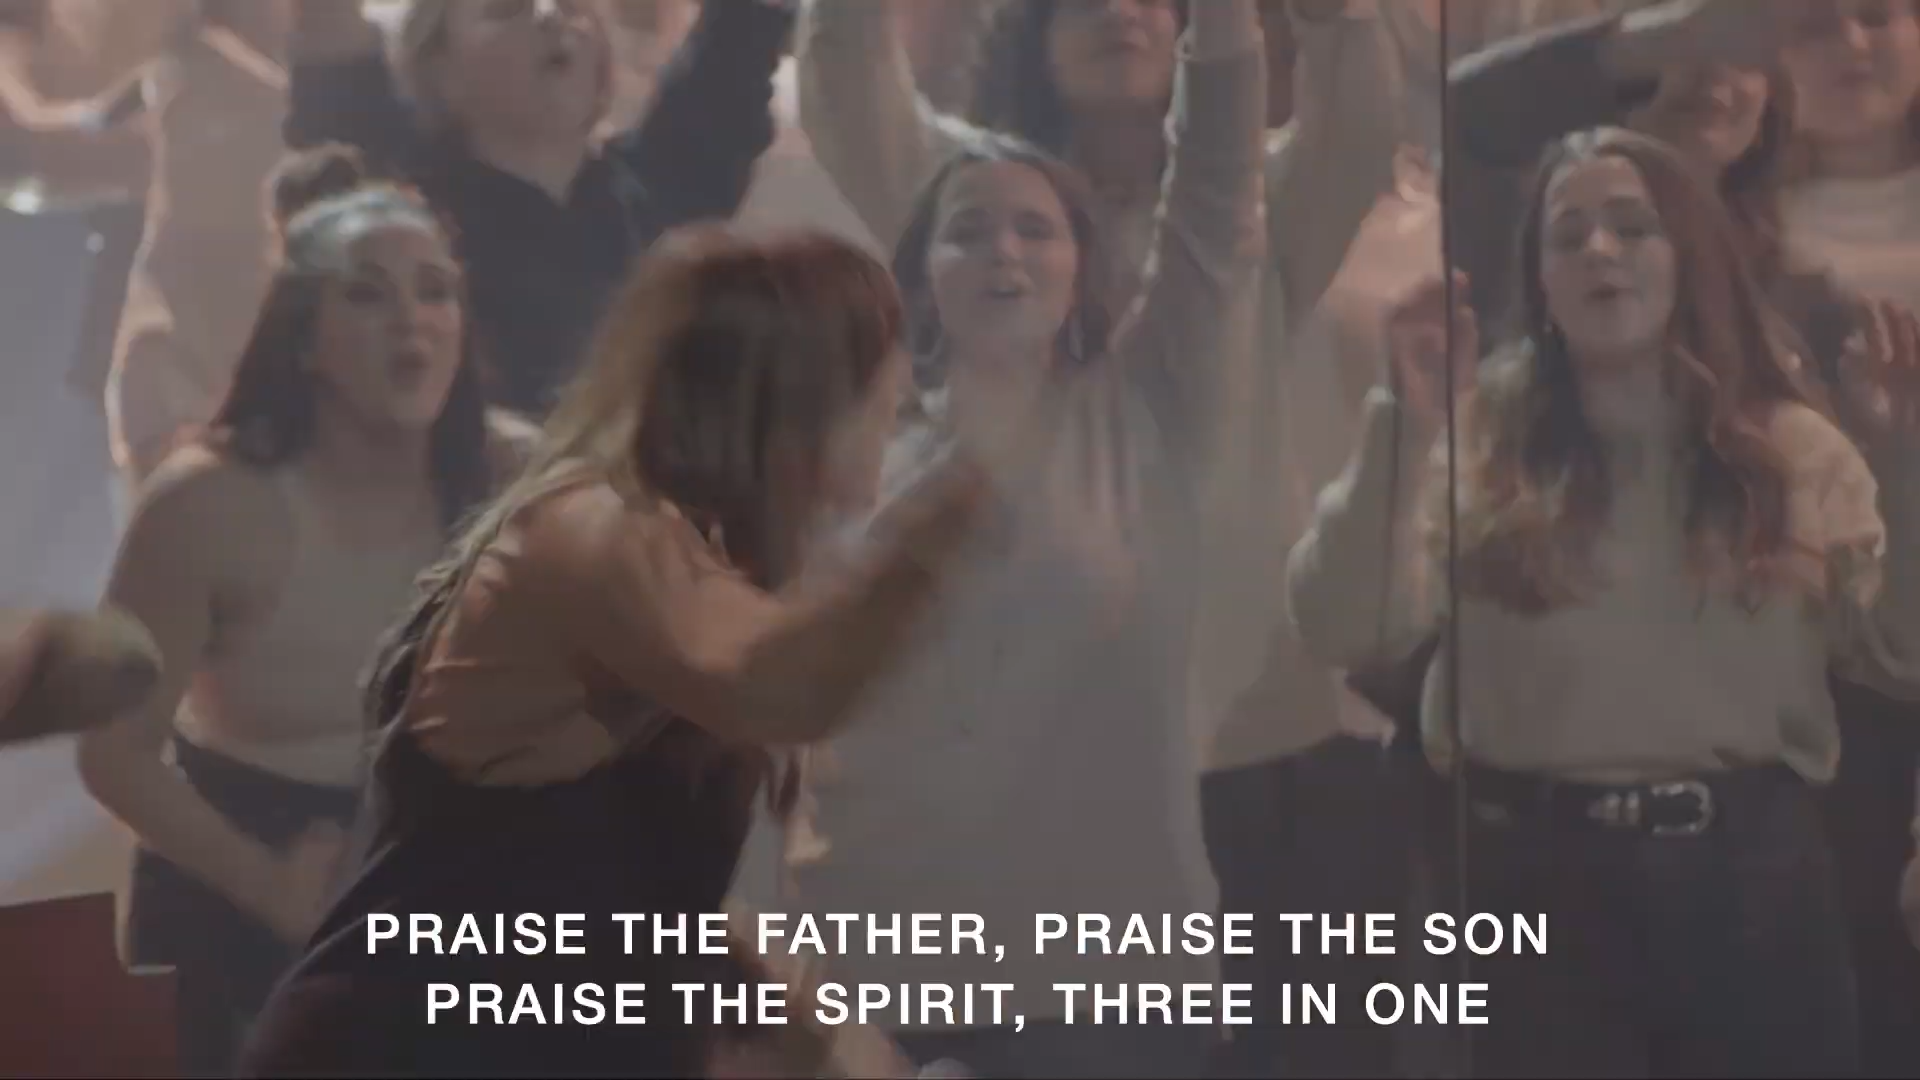 PRAISE THE FATHER, PRAISE THE SON
PRAISE THE SPIRIT, THREE IN ONE